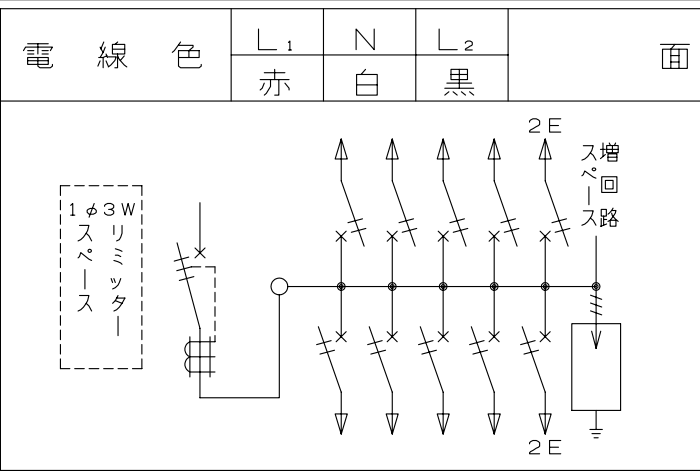 電線色
L₁ N L₂
赤 白 黒
面
2E
増回路
スペース
1φ3W
リミッター
スペース
2E